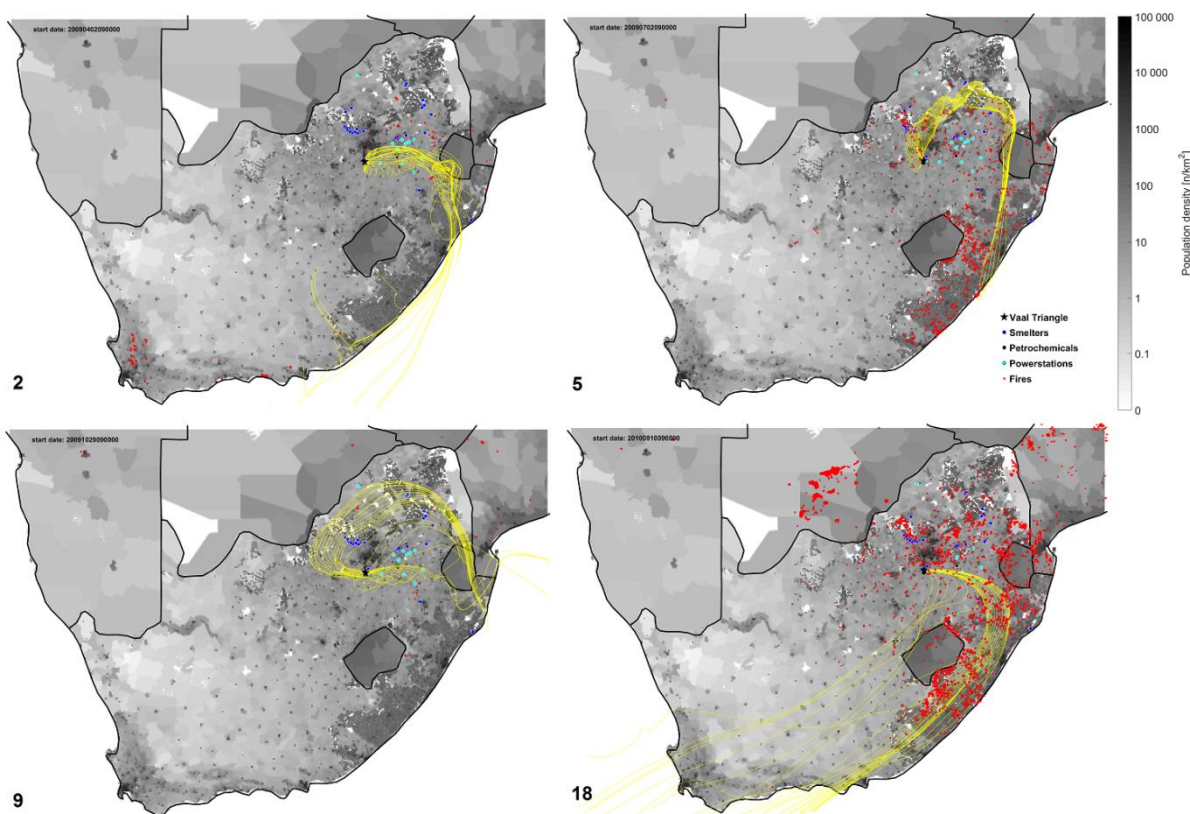 start date: 20090402090000
2
start date: 20090702090000
5
Vaal Triangle
Smelters
Petrochemicals
Powerstations
Fires
100 000
10 000
1000
100
10
1
0.1
0
Population density [n/km²]
start date: 20091029090000
9
start date: 20100810090000
18